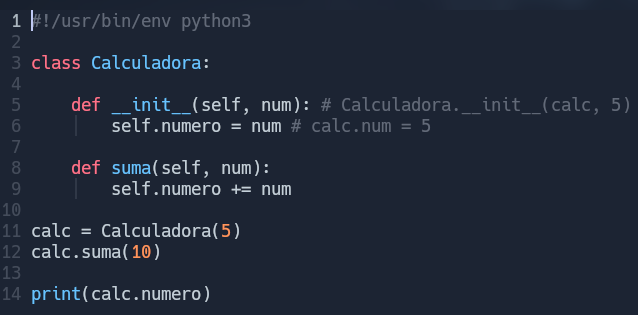 1 #!/usr/bin/env python3
2
3 class Calculadora:
4
5     def __init__(self, num): # Calculadora.__init__(calc, 5)
6         self.numero = num # calc.num = 5
7
8     def suma(self, num):
9         self.numero += num
10
11 calc = Calculadora(5)
12 calc.suma(10)
13
14 print(calc.numero)